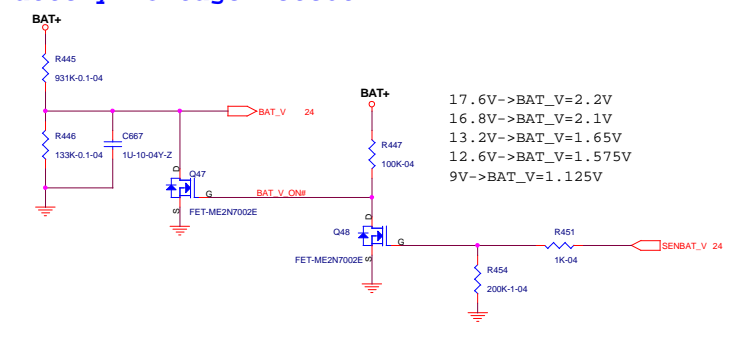 BAT+
R445
931K-0.1-04
BAT_V 24
R446
133K-0.1-04
C667
1U-10-04Y-Z
D
Q47
G
S
FET-ME2N7002E
BAT_V_ON#
BAT+
R447
100K-04
D
Q48
G
S
FET-ME2N7002E
R451
1K-04
SENBAT_V 24
R454
200K-1-04
17.6V->BAT_V=2.2V
16.8V->BAT_V=2.1V
13.2V->BAT_V=1.65V
12.6V->BAT_V=1.575V
9V->BAT_V=1.125V